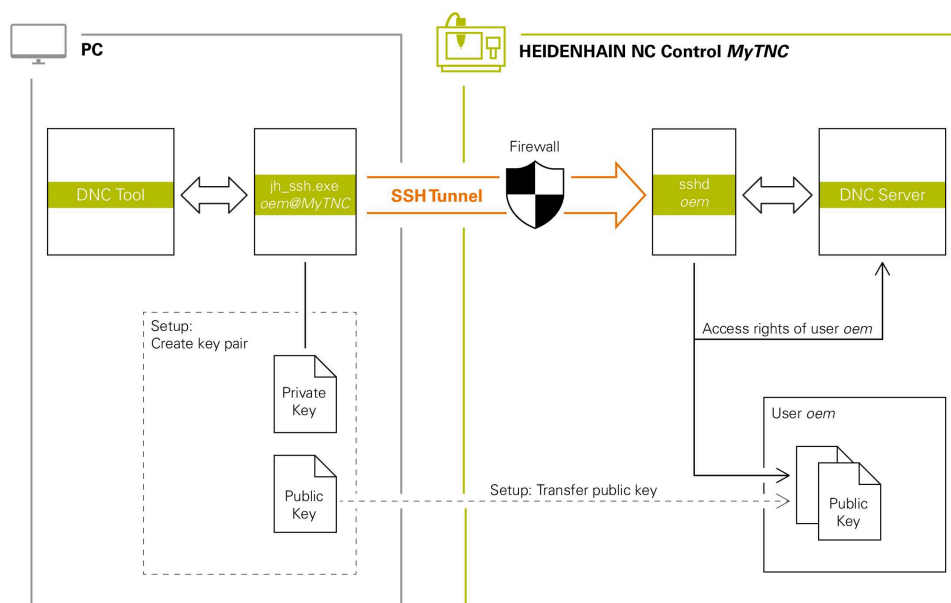 PC
HEIDENHAIN NC Control MyTNC
Firewall
DNC Tool
jh_ssh.exe
oem@MyTNC
SSH Tunnel
sshd
oem
DNC Server
Setup:
Create key pair
Access rights of user oem
Private
Key
User oem
Public
Key
Setup: Transfer public key
Public
Key